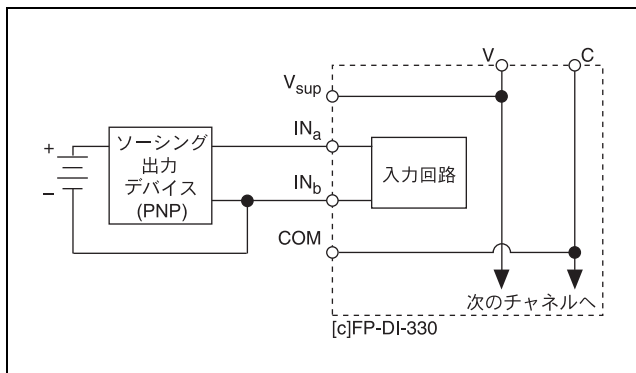 V
C
Vsup
INa
+
ソーシング
出力
デバイス
(PNP)
入力回路
INb
−
COM
次のチャネルへ
[c]FP-DI-330